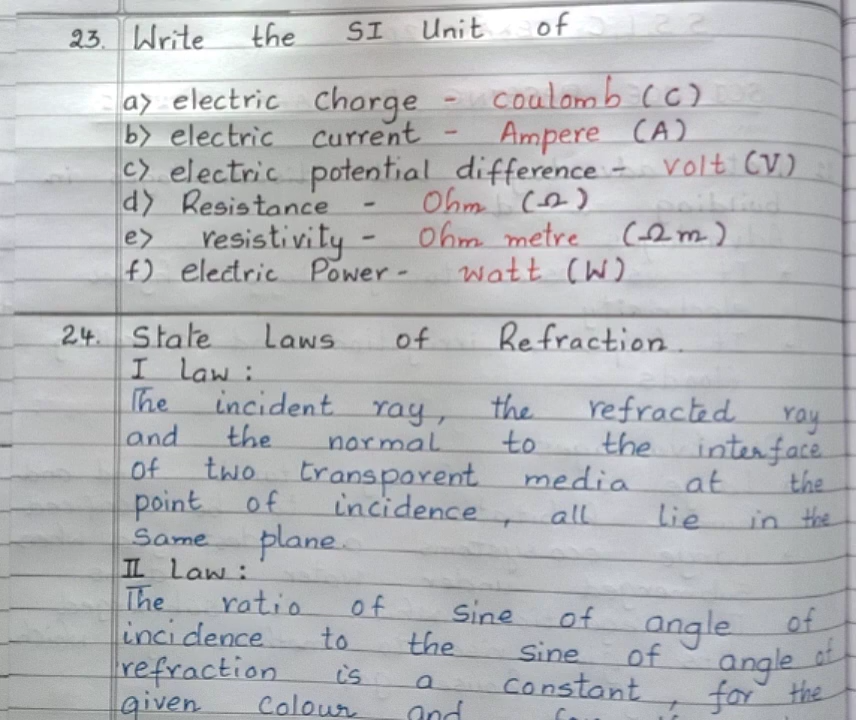 23. Write the SI Unit of
a) electric Charge - coulomb (C)
b) electric current - Ampere (A)
c) electric potential difference - volt (V)
d) Resistance - Ohm (Ω)
e) resistivity - Ohm metre (Ωm)
f) electric Power - watt (W)
24. State Laws of Refraction.
I law :
The incident ray, the refracted ray
and the normal to the interface
of two transparent media at the
point of incidence, all lie in the
same plane.
II Law :
The ratio of sine of angle of
incidence to the sine of angle of
refraction is a constant, for the
given colour and